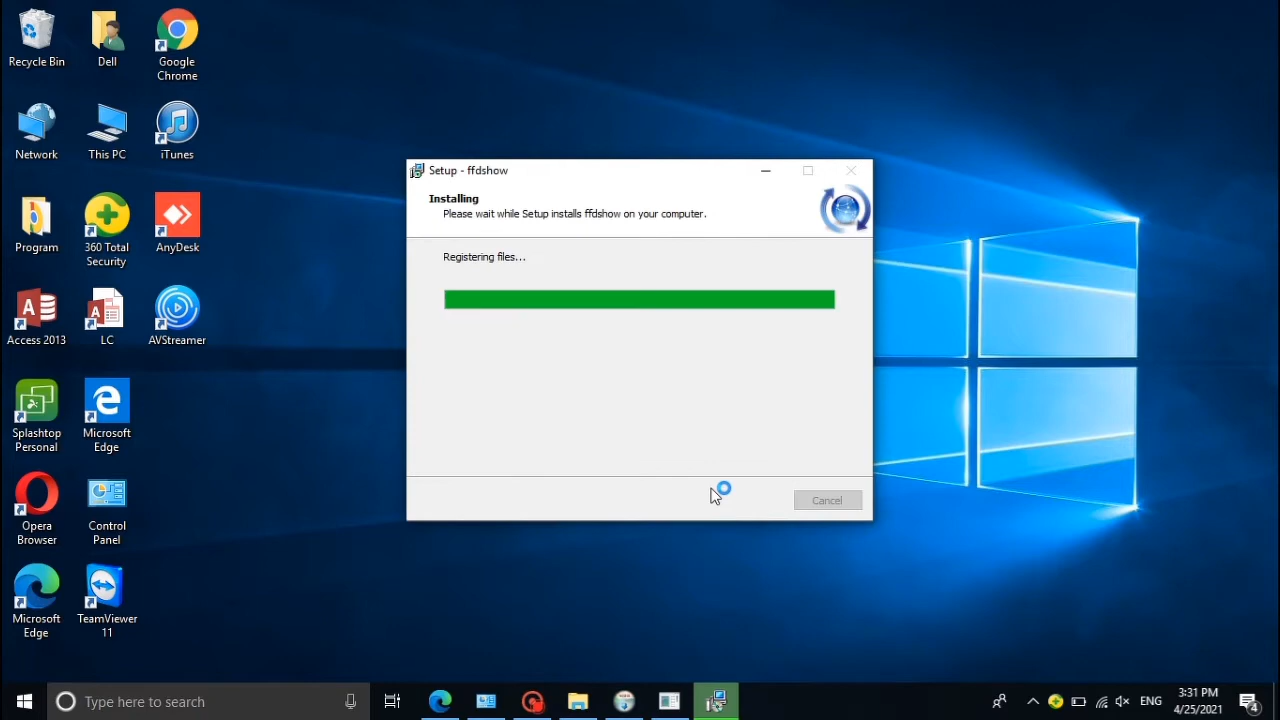 Recycle Bin
Dell
Google
Chrome
Network
This PC
iTunes
Program
360 Total
Security
AnyDesk
Access 2013
LC
AVStreamer
Splashtop
Personal
Microsoft
Edge
Opera
Browser
Control
Panel
Microsoft
Edge
TeamViewer
11
Setup - ffdshow
Installing
Please wait while Setup installs ffdshow on your computer.
Registering files...
Cancel
Type here to search
ENG
3:31 PM
4/25/2021
4